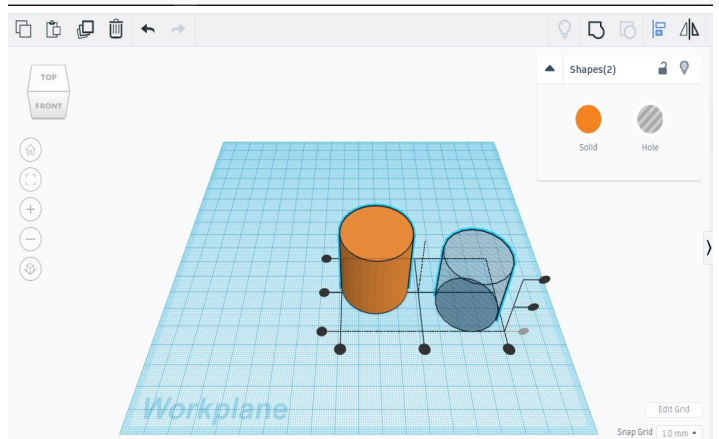 TOP
FRONT
Shapes(2)
Solid
Hole
Workplane
Edit Grid
Snap Grid 1.0 mm